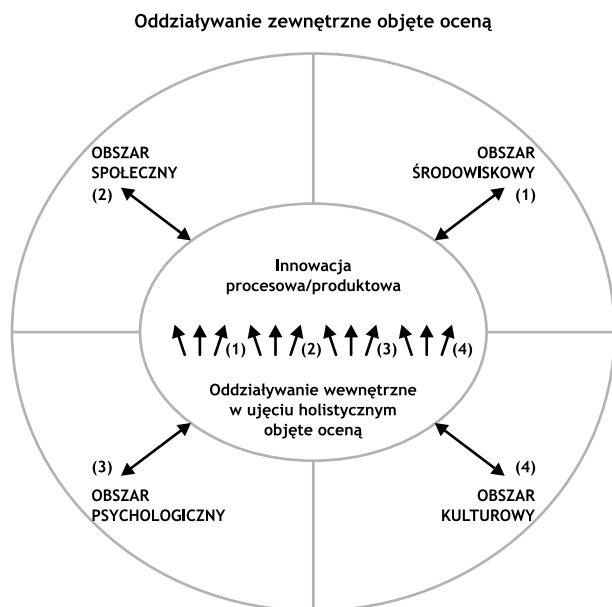 Oddziaływanie zewnętrzne objęte oceną
OBSZAR
SPOŁECZNY
(2)
OBSZAR
ŚRODOWISKOWY
(1)
Innowacja
procesowa/produktowa
(1) (2) (3) (4)
Oddziaływanie wewnętrzne
w ujęciu holistycznym
objęte oceną
(3)
OBSZAR
PSYCHOLOGICZNY
(4)
OBSZAR
KULTUROWY